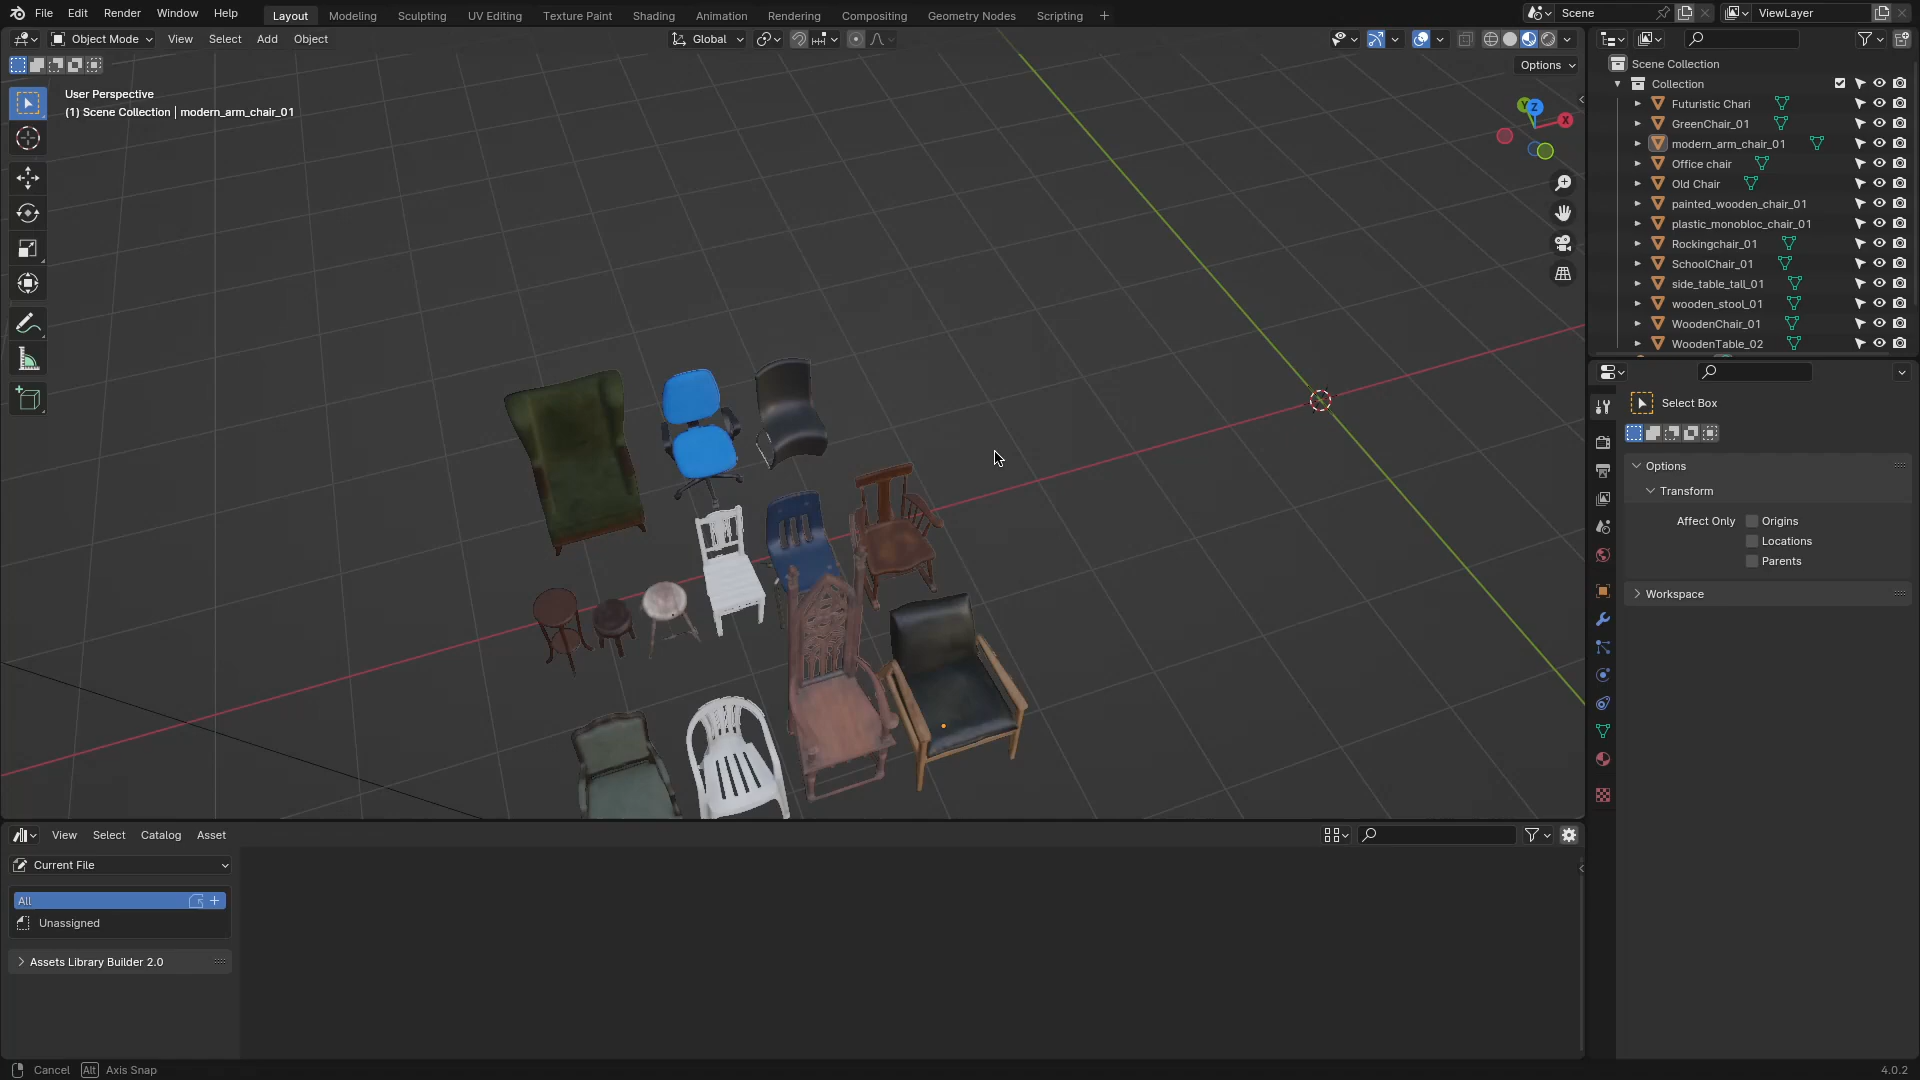 File Edit Render Window Help Layout Modeling Sculpting UV Editing Texture Paint Shading Animation Rendering Compositing Geometry Nodes Scripting + Scene ViewLayer
Object Mode View Select Add Object Global
Options
User Perspective
(1) Scene Collection | modern_arm_chair_01
Y Z X
Scene Collection
Collection
Futuristic Chari
GreenChair_01
modern_arm_chair_01
Office chair
Old Chair
painted_wooden_chair_01
plastic_monobloc_chair_01
Rockingchair_01
SchoolChair_01
side_table_tall_01
wooden_stool_01
WoodenChair_01
WoodenTable_02
Select Box
Options
Transform
Affect Only Origins
Locations
Parents
Workspace
View Select Catalog Asset
Current File
All
Unassigned
Assets Library Builder 2.0
Cancel Alt Axis Snap 4.0.2